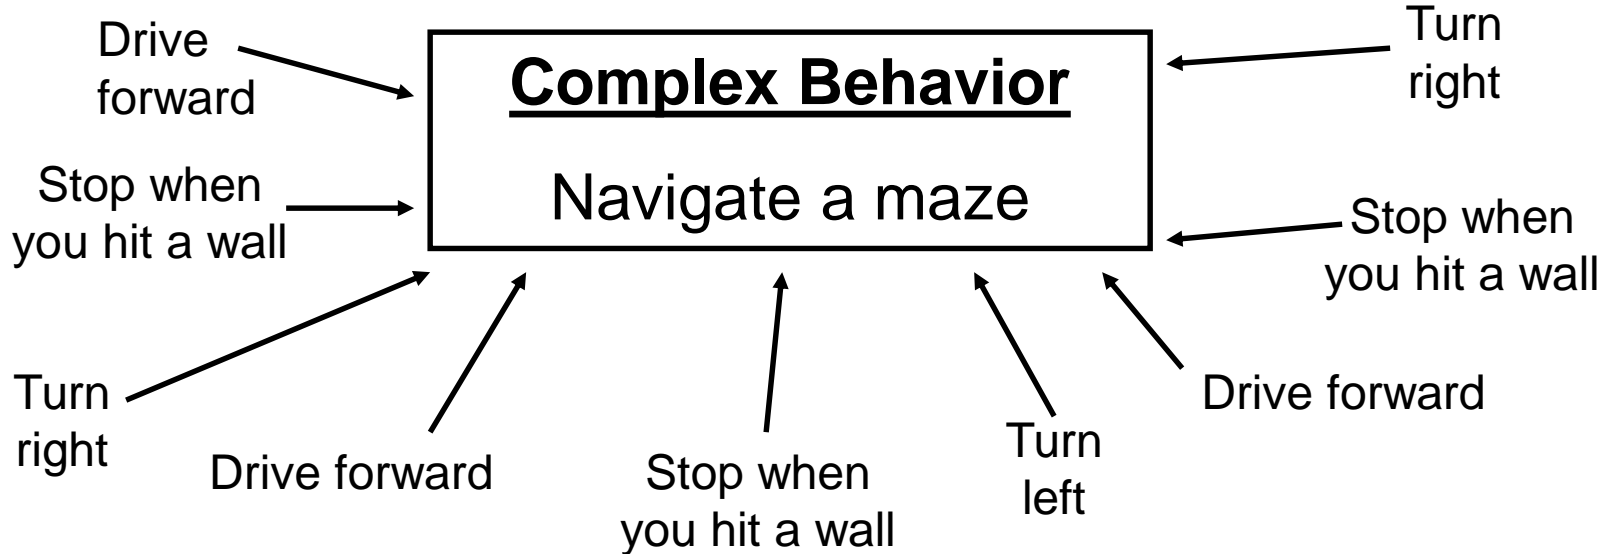 Drive
forward
Complex Behavior
Turn
right
Stop when
you hit a wall
Navigate a maze
Stop when
you hit a wall
Turn
right
Drive forward
Stop when
you hit a wall
Turn
left
Drive forward